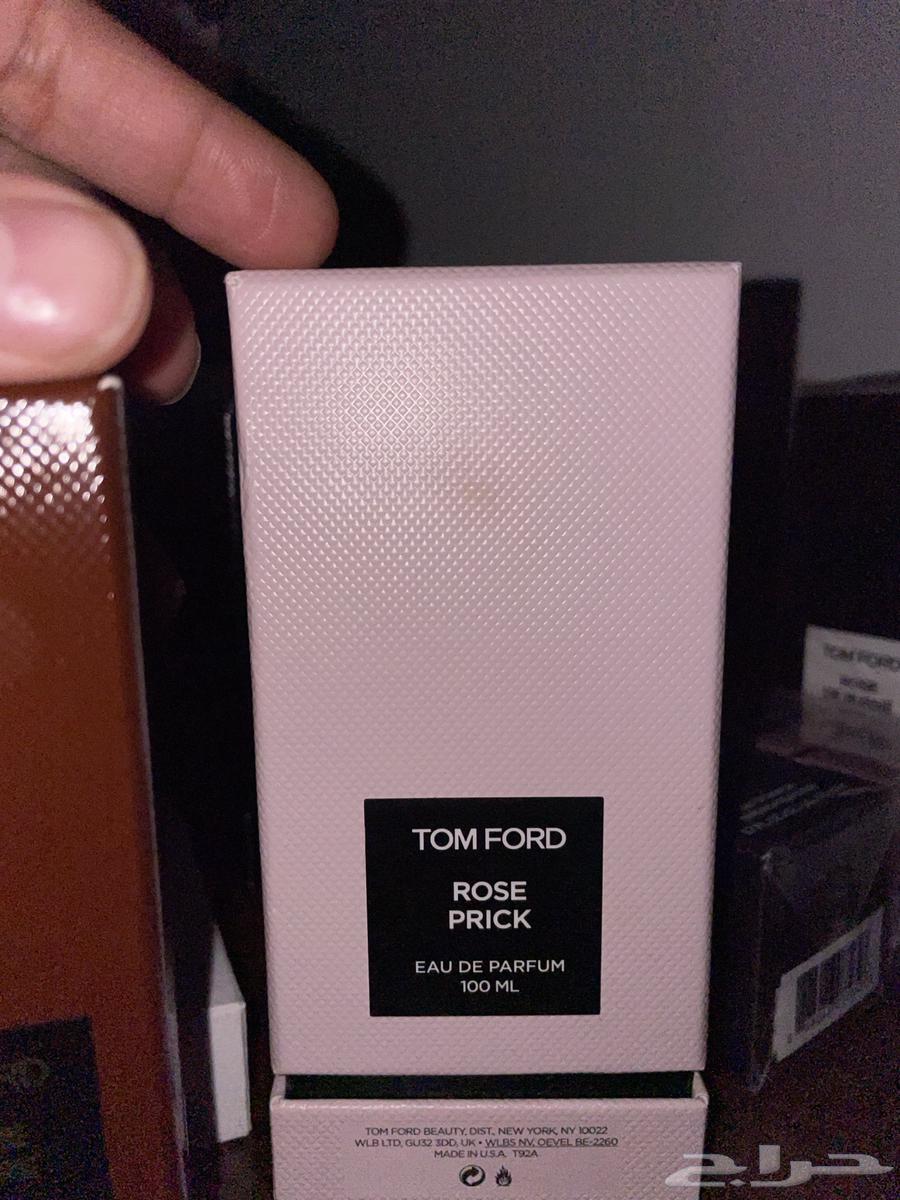 TOM FORD
ROSE
PRICK
EAU DE PARFUM
100 ML
TOM FORD BEAUTY, DIST., NEW YORK, NY 10022
WLB LTD, GU32 3DD, UK • WLBS NV, OEVEL BE-2260
MADE IN U.S.A. T92A
TOM FORD
حراج